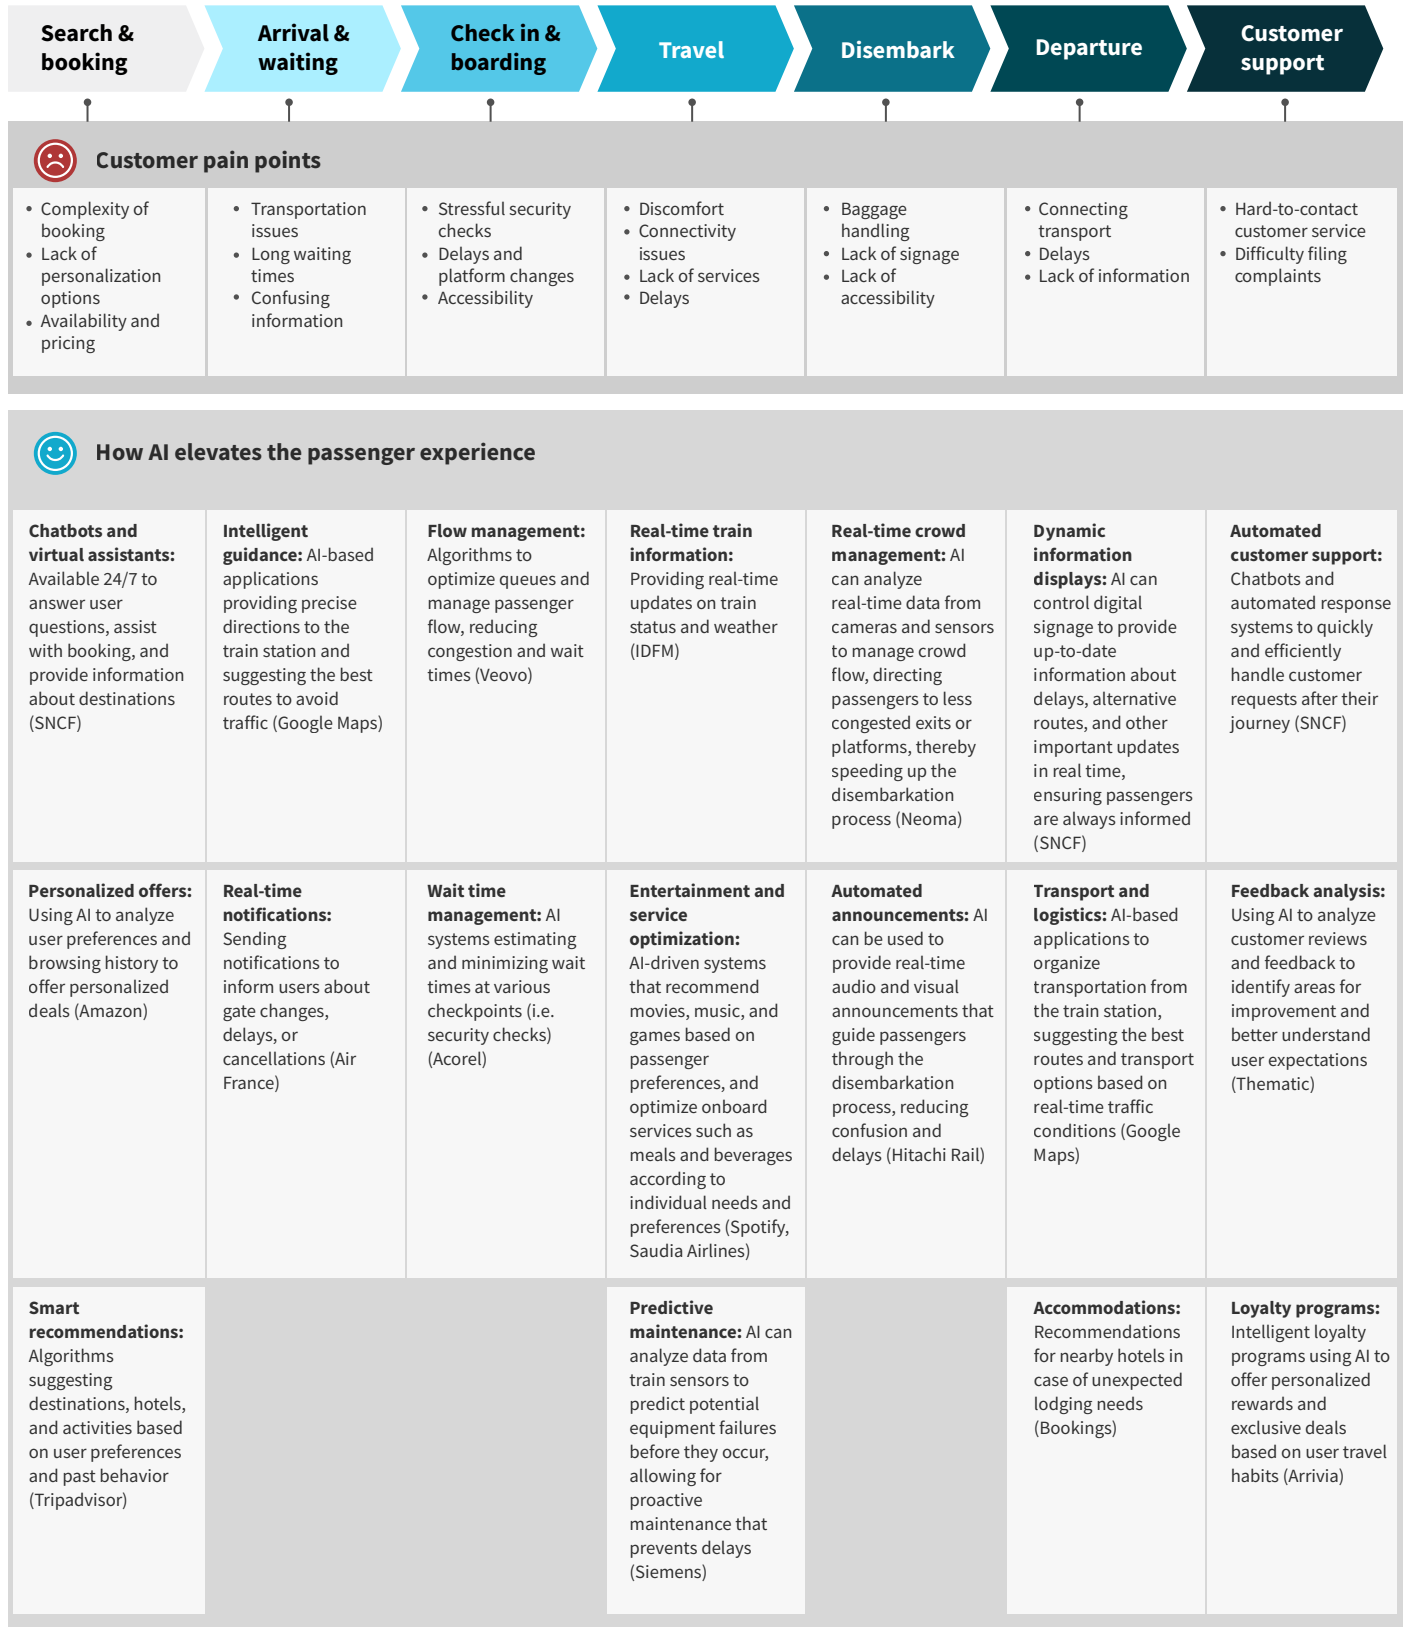 Search &
booking
Arrival &
waiting
Check in &
boarding
Travel
Disembark
Departure
Customer
support
Customer pain points
• Complexity of
booking
• Lack of
personalization
options
• Availability and
pricing
• Transportation
issues
• Long waiting
times
• Confusing
information
• Stressful security
checks
• Delays and
platform changes
• Accessibility
• Discomfort
• Connectivity
issues
• Lack of services
• Delays
• Baggage
handling
• Lack of signage
• Lack of
accessibility
• Connecting
transport
• Delays
• Lack of information
• Hard-to-contact
customer service
• Difficulty filing
complaints
How AI elevates the passenger experience
Chatbots and
virtual assistants:
Available 24/7 to
answer user
questions, assist
with booking, and
provide information
about destinations
(SNCF)
Intelligent
guidance: AI-based
applications
providing precise
directions to the
train station and
suggesting the best
routes to avoid
traffic (Google Maps)
Flow management:
Algorithms to
optimize queues and
manage passenger
flow, reducing
congestion and wait
times (Veovo)
Real-time train
information:
Providing real-time
updates on train
status and weather
(IDFM)
Real-time crowd
management: AI
can analyze
real-time data from
cameras and sensors
to manage crowd
flow, directing
passengers to less
congested exits or
platforms, thereby
speeding up the
disembarkation
process (Neoma)
Dynamic
information
displays: AI can
control digital
signage to provide
up-to-date
information about
delays, alternative
routes, and other
important updates
in real time,
ensuring passengers
are always informed
(SNCF)
Automated
customer support:
Chatbots and
automated response
systems to quickly
and efficiently
handle customer
requests after their
journey (SNCF)
Personalized offers:
Using AI to analyze
user preferences and
browsing history to
offer personalized
deals (Amazon)
Real-time
notifications:
Sending
notifications to
inform users about
gate changes,
delays, or
cancellations (Air
France)
Wait time
management: AI
systems estimating
and minimizing wait
times at various
checkpoints (i.e.
security checks)
(Acorel)
Entertainment and
service
optimization:
AI-driven systems
that recommend
movies, music, and
games based on
passenger
preferences, and
optimize onboard
services such as
meals and beverages
according to
individual needs and
preferences (Spotify,
Saudia Airlines)
Automated
announcements: AI
can be used to
provide real-time
audio and visual
announcements that
guide passengers
through the
disembarkation
process, reducing
confusion and
delays (Hitachi Rail)
Transport and
logistics: AI-based
applications to
organize
transportation from
the train station,
suggesting the best
routes and transport
options based on
real-time traffic
conditions (Google
Maps)
Feedback analysis:
Using AI to analyze
customer reviews
and feedback to
identify areas for
improvement and
better understand
user expectations
(Thematic)
Smart
recommendations:
Algorithms
suggesting
destinations, hotels,
and activities based
on user preferences
and past behavior
(Tripadvisor)
Predictive
maintenance: AI can
analyze data from
train sensors to
predict potential
equipment failures
before they occur,
allowing for
proactive
maintenance that
prevents delays
(Siemens)
Accommodations:
Recommendations
for nearby hotels in
case of unexpected
lodging needs
(Bookings)
Loyalty programs:
Intelligent loyalty
programs using AI to
offer personalized
rewards and
exclusive deals
based on user travel
habits (Arrivia)